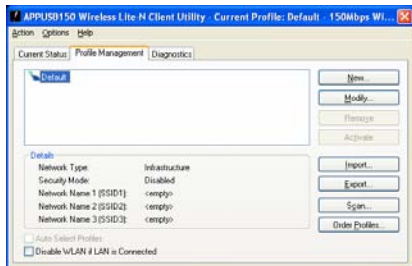 APPUSB150 Wireless Lite-N Client Utility - Current Profile: Default - 150Mbps Wi...
Action Options Help
Current Status Profile Management Diagnostics
Default
New...
Modify...
Remove
Activate
Details
Network Type: Infrastructure
Security Mode: Disabled
Network Name 1 (SSID1): <empty>
Network Name 2 (SSID2): <empty>
Network Name 3 (SSID3): <empty>
Import...
Export...
Scan...
Order Profiles...
Auto Select Profiles
Disable WLAN if LAN is Connected